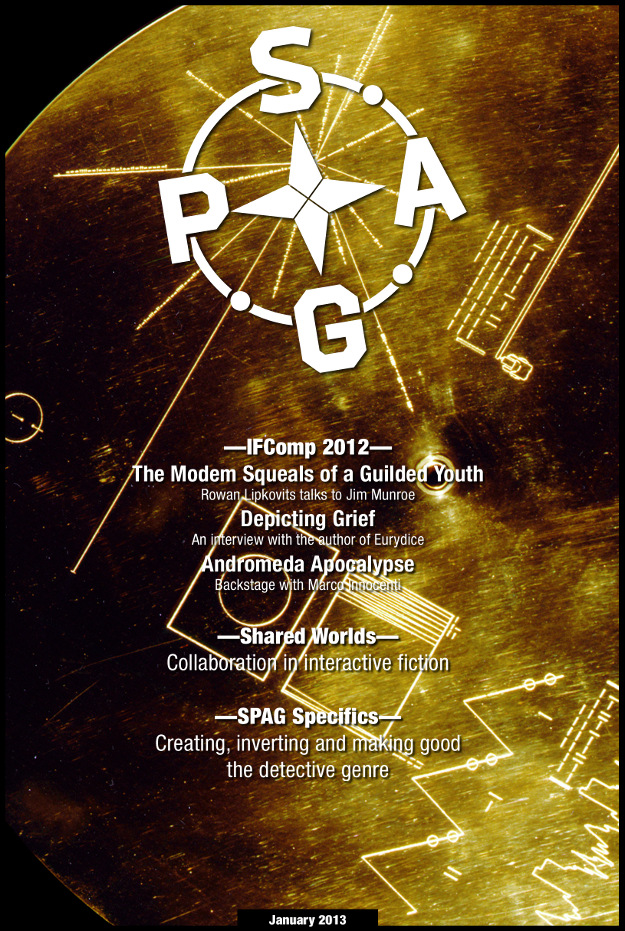 SPAG
—IFComp 2012—
The Modem Squeals of a Guilded Youth
Rowan Lipkovits talks to Jim Munroe
Depicting Grief
An interview with the author of Eurydice
Andromeda Apocalypse
Backstage with Marco Innocenti
—Shared Worlds—
Collaboration in interactive fiction
—SPAG Specifics—
Creating, inverting and making good
the detective genre
January 2013